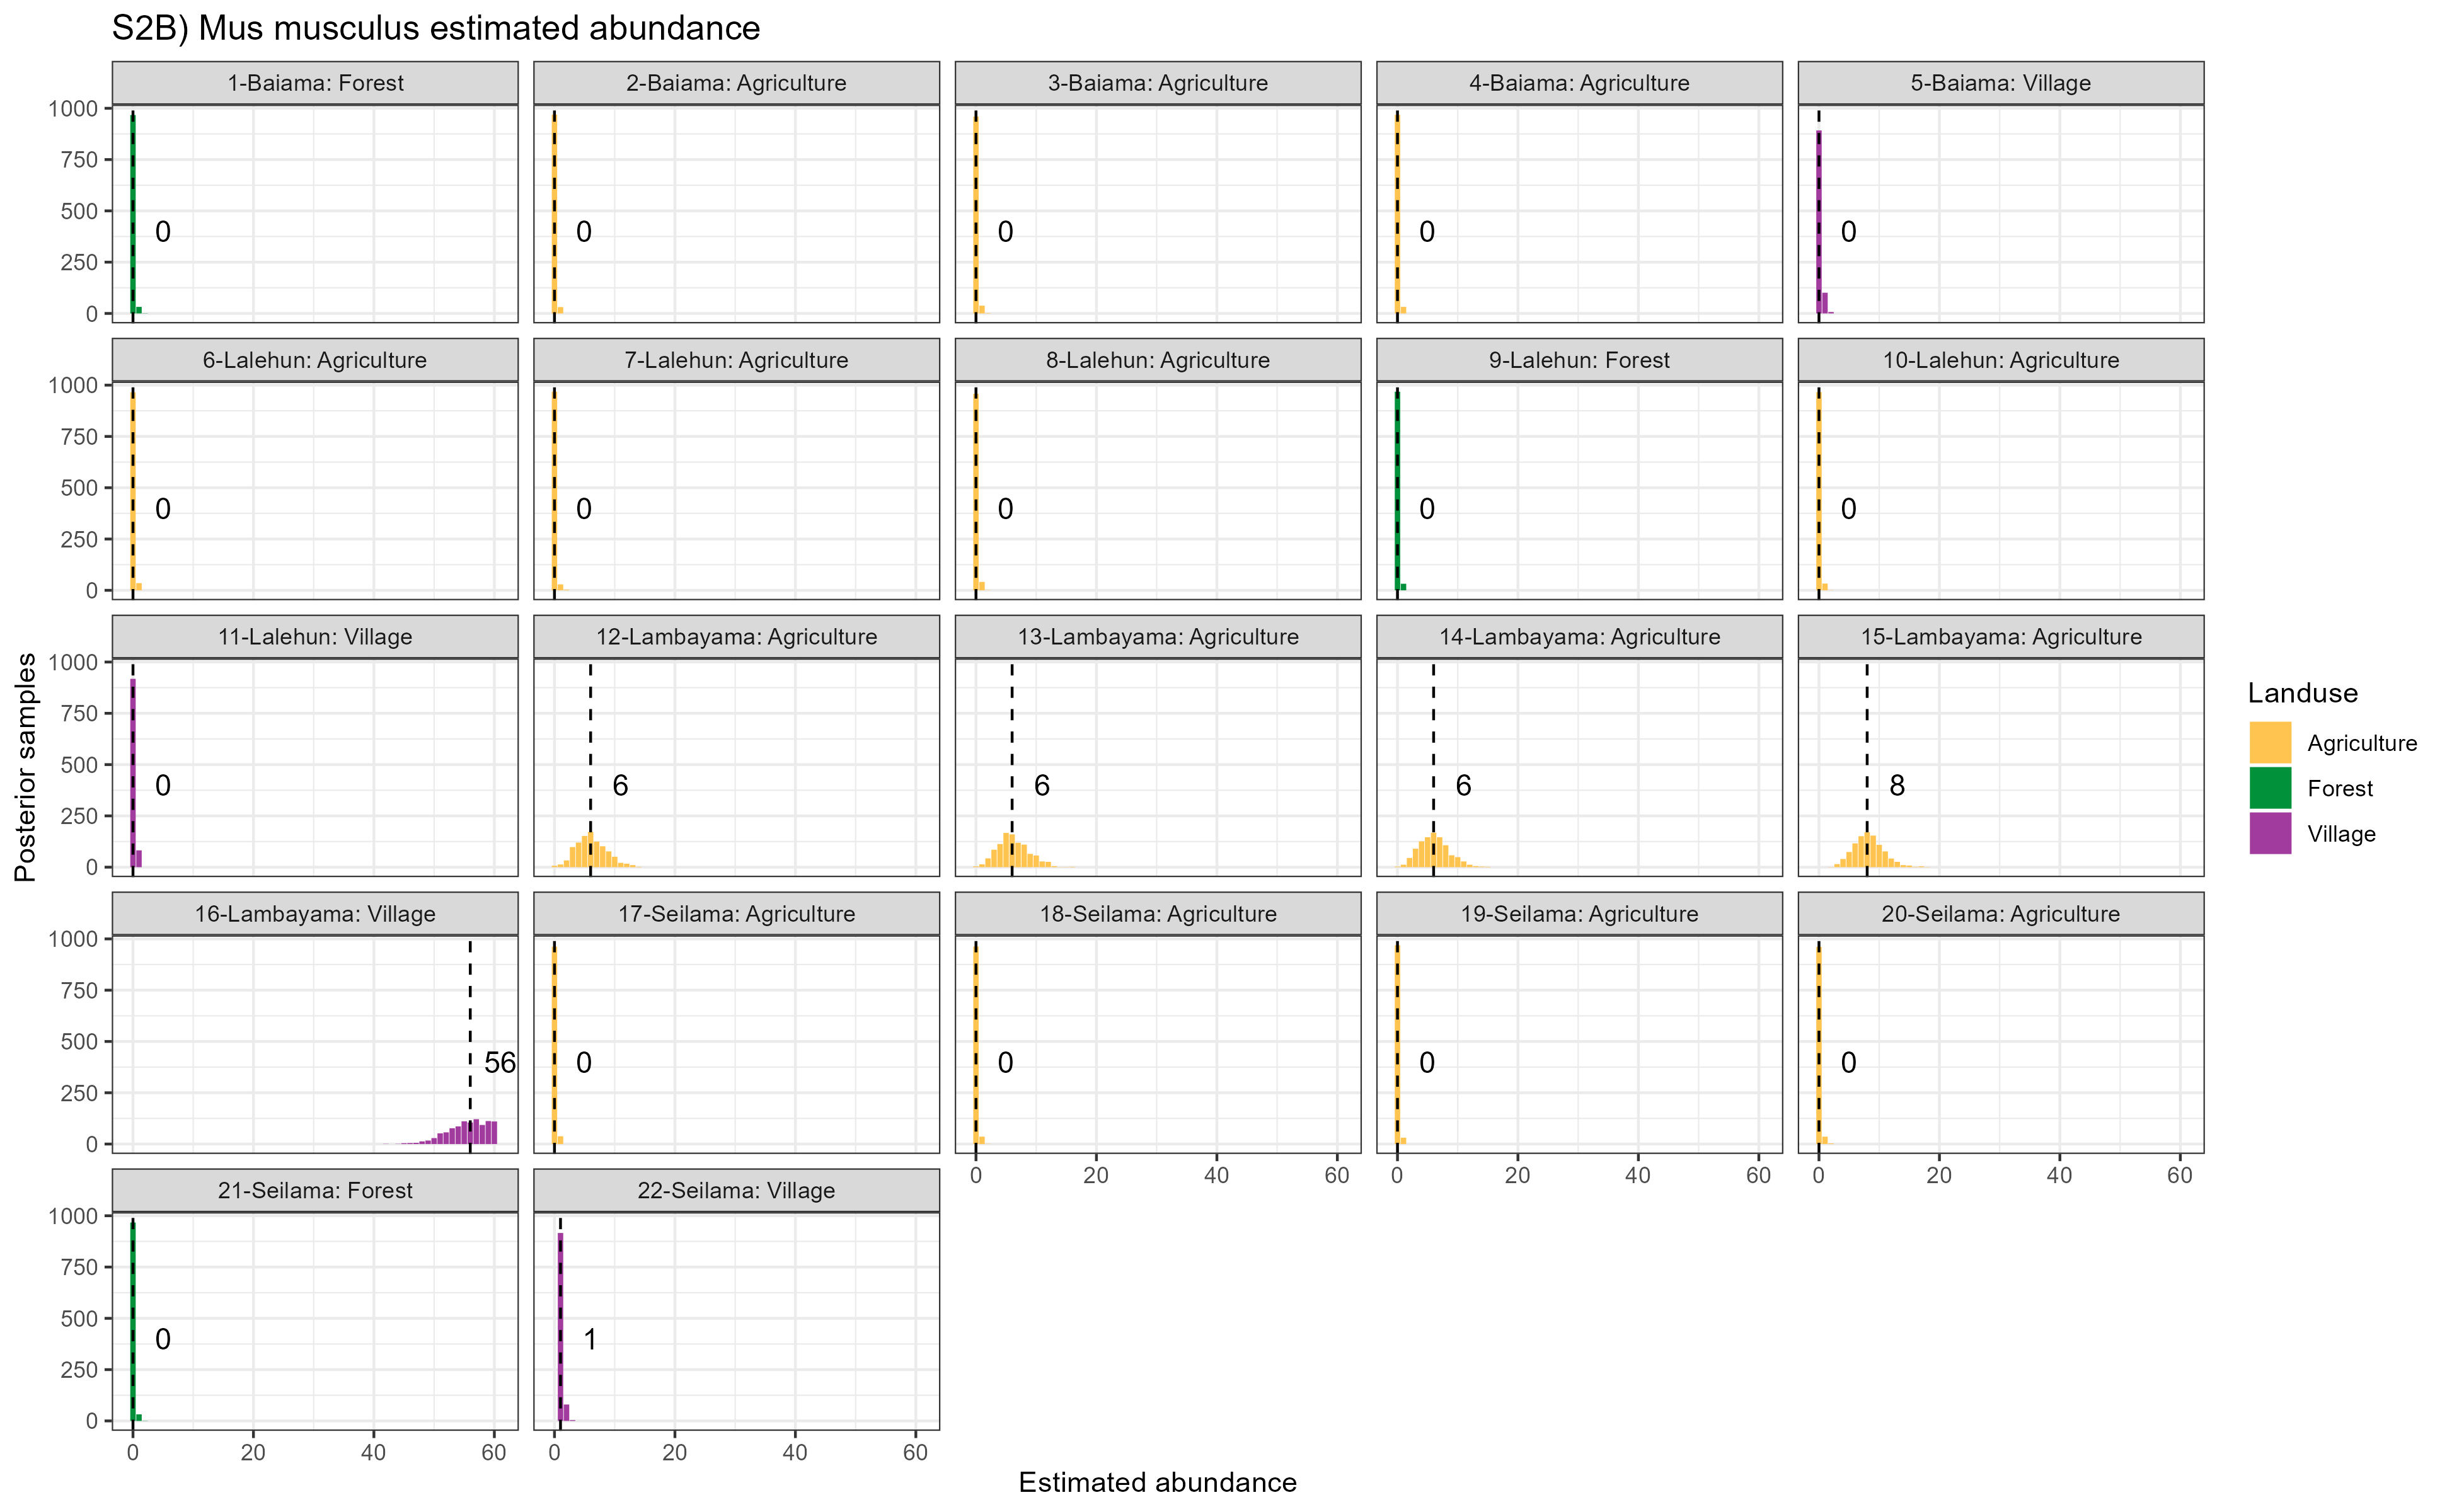 S2B) Mus musculus estimated abundance
1-Baiama: Forest
2-Baiama: Agriculture
3-Baiama: Agriculture
4-Baiama: Agriculture
5-Baiama: Village
1000
750
500
250
0
0
0
0
0
0
6-Lalehun: Agriculture
7-Lalehun: Agriculture
8-Lalehun: Agriculture
9-Lalehun: Forest
10-Lalehun: Agriculture
1000
750
500
250
0
0
0
0
0
0
11-Lalehun: Village
12-Lambayama: Agriculture
13-Lambayama: Agriculture
14-Lambayama: Agriculture
15-Lambayama: Agriculture
1000
750
500
250
0
0
6
6
6
8
16-Lambayama: Village
17-Seilama: Agriculture
18-Seilama: Agriculture
19-Seilama: Agriculture
20-Seilama: Agriculture
1000
750
500
250
0
56
0
0
0
0
0
20
40
60
0
20
40
60
0
20
40
60
21-Seilama: Forest
22-Seilama: Village
1000
750
500
250
0
0
1
0
20
40
60
0
20
40
60
Estimated abundance
Posterior samples
Landuse
Agriculture
Forest
Village